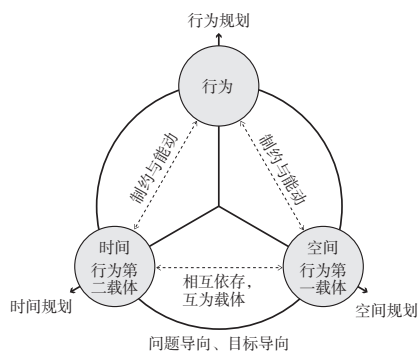 行为规划
行为
制约与能动
制约与能动
时间
行为第
二载体
相互依存，
互为载体
空间
行为第
一载体
时间规划
空间规划
问题导向、目标导向